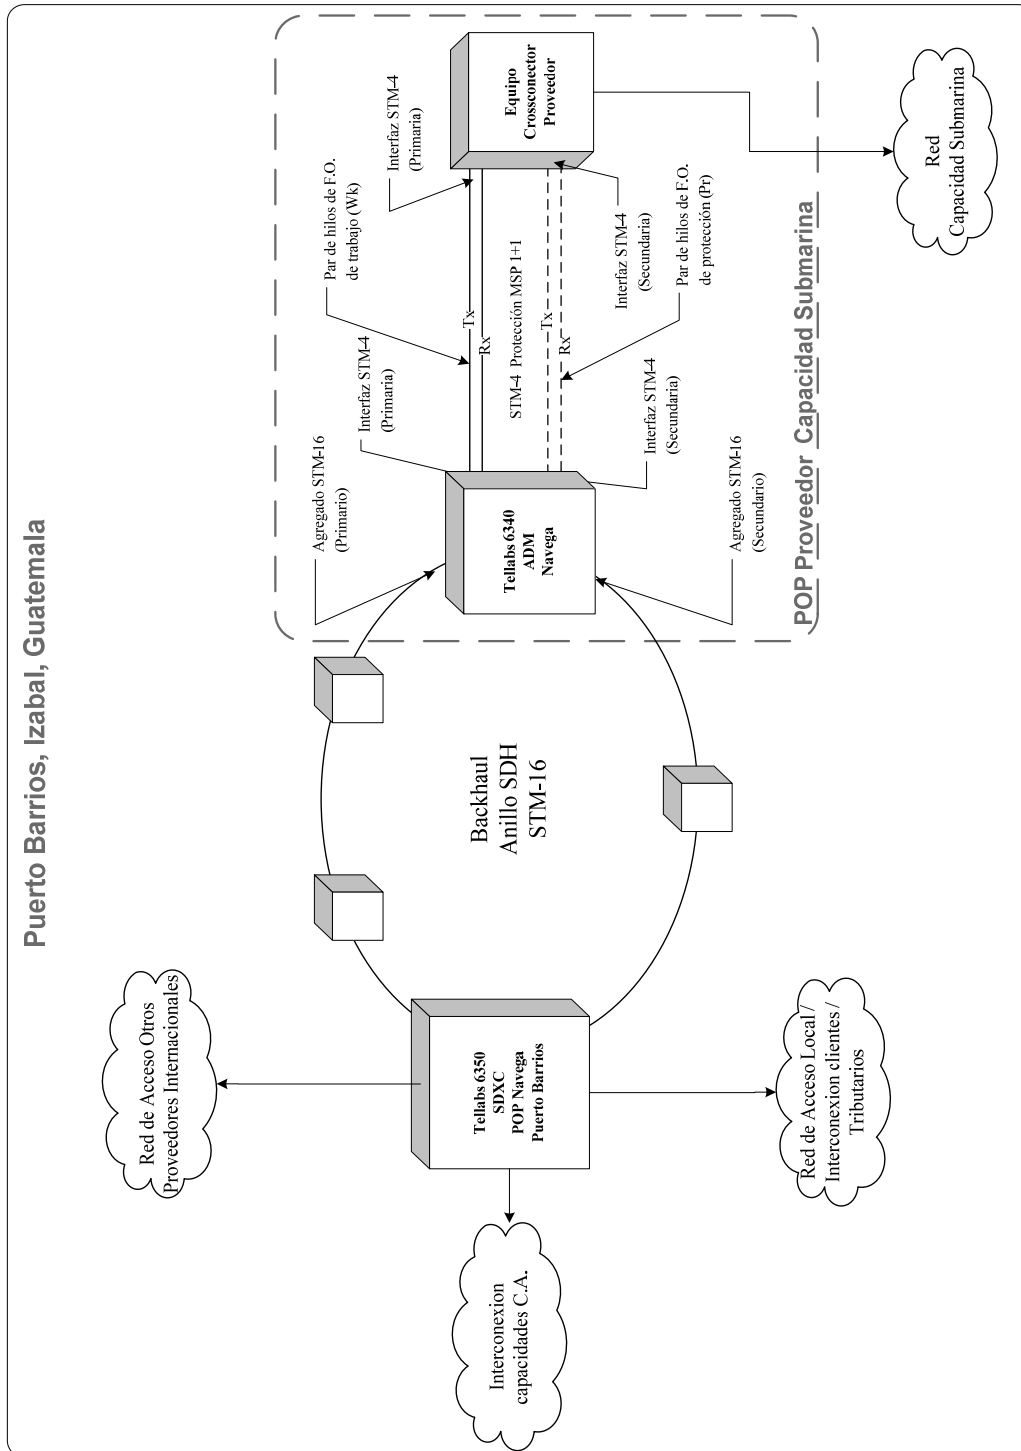 Puerto Barrios, Izabal, Guatemala
Red de Acceso Otros
Proveedores Internacionales
Interconexion
capacidades C.A.
Tellabs 6350
SDXC
POP Navega
Puerto Barrios
Red de Acceso Local /
Interconexion clientes /
Tributarios
Backhaul
Anillo SDH
STM-16
Agregado STM-16
(Primario)
Interfaz STM-4
(Primaria)
Par de hilos de F.O.
de trabajo (Wk)
Interfaz STM-4
(Primaria)
Tellabs 6340
ADM
Navega
Tx
Rx
STM-4 Protección MSP 1+1
Tx
Rx
Equipo
Crossconector
Proveedor
Interfaz STM-4
(Secundaria)
Interfaz STM-4
(Secundaria)
Par de hilos de F.O.
de protección (Pr)
Agregado STM-16
(Secundario)
POP Proveedor Capacidad Submarina
Red
Capacidad Submarina